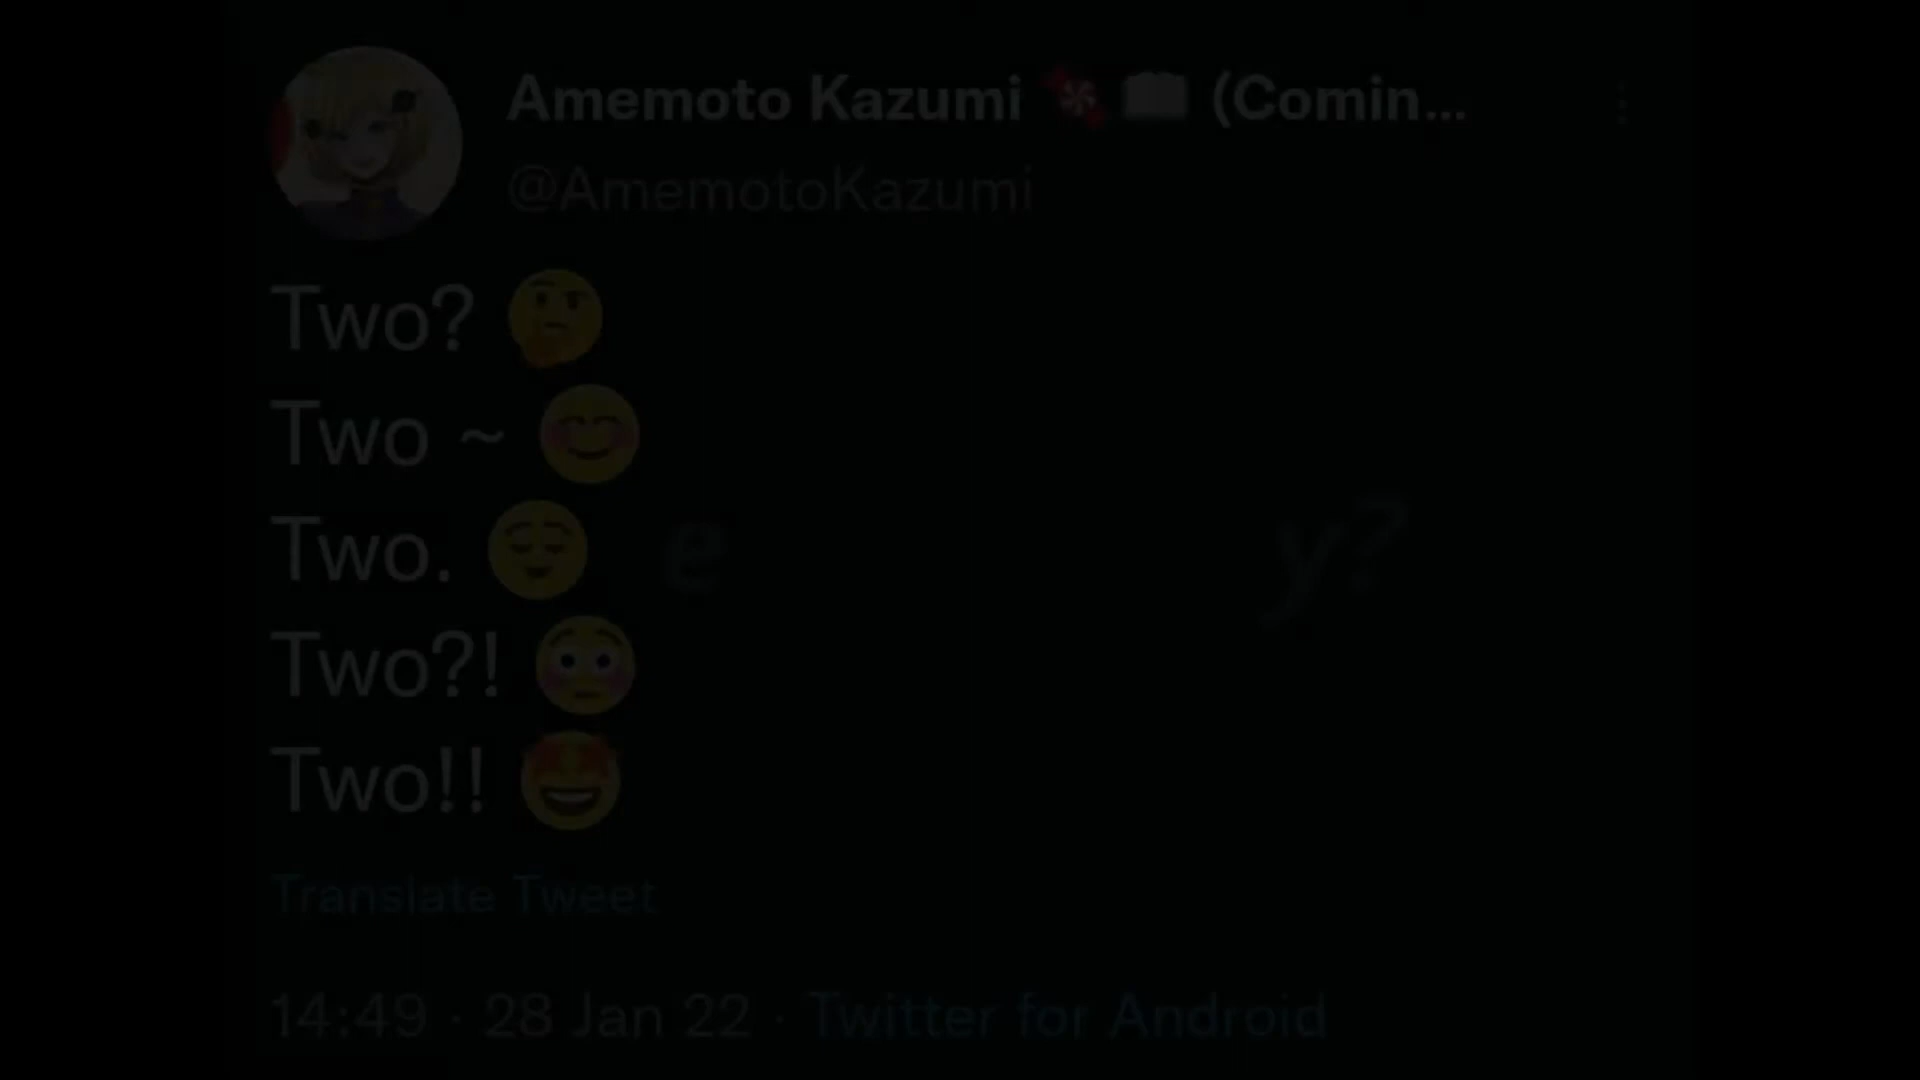 Amemoto Kazumi 🍬📖 (Comin...
@AmemotoKazumi
Two? 🤔
Two ~ 😊
Two. 😌
Two?! 😳
Two!! 🤩
Translate Tweet
14:49 · 28 Jan 22 · Twitter for Android